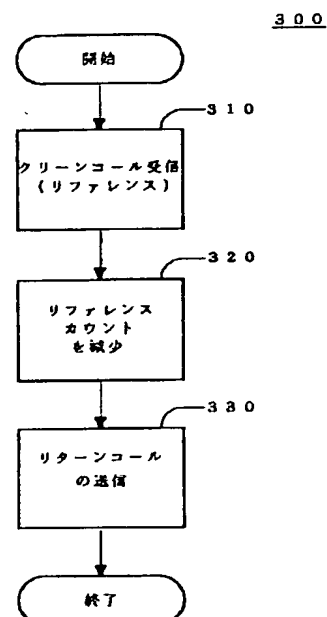 300
開始
310
クリーンコール受信
(リファレンス)
320
リファレンス
カウント
を減少
330
リターンコール
の送信
終了